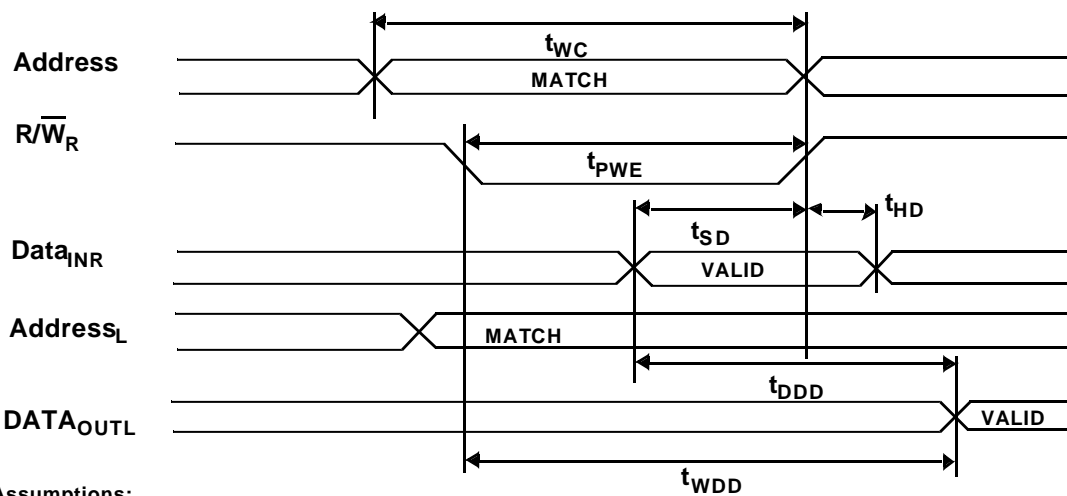 t_WC
Address
MATCH
R/W̅_R
t_PWE
t_HD
t_SD
Data_INR
VALID
Address_L
MATCH
t_DDD
DATA_OUTL
VALID
t_WDD
Assumptions: